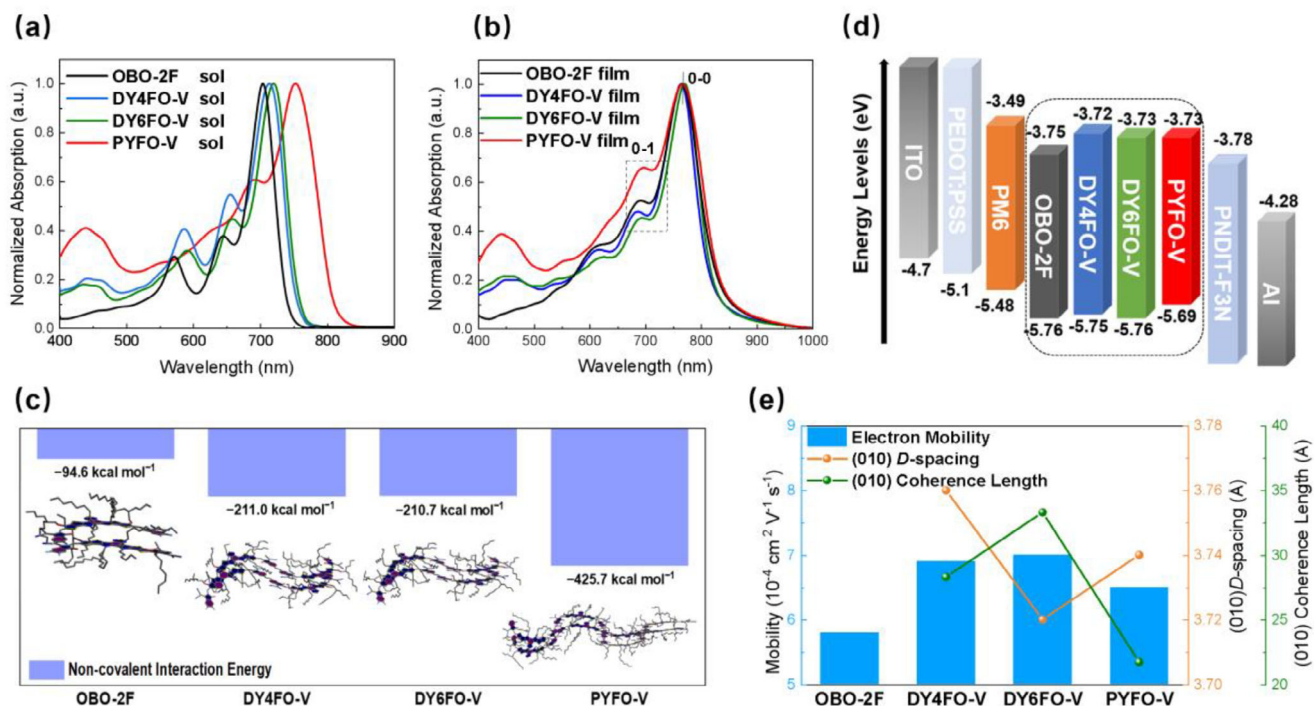 (a)
OBO-2F sol
DY4FO-V sol
DY6FO-V sol
PYFO-V sol
Normalized Absorption (a.u.)
1.0
0.8
0.6
0.4
0.2
0.0
400 500 600 700 800 900
Wavelength (nm)
(b)
OBO-2F film
DY4FO-V film
DY6FO-V film
PYFO-V film
0-0
0-1
Normalized Absorption (a.u.)
1.0
0.8
0.6
0.4
0.2
0.0
400 500 600 700 800 900 1000
Wavelength (nm)
(d)
Energy Levels (eV)
ITO
-4.7
PEDOT:PSS
-5.1
-3.49
PM6
-5.48
-3.75
OBO-2F
-5.76
-3.72
DY4FO-V
-5.75
-3.73
DY6FO-V
-5.76
-3.73
PYFO-V
-5.69
-3.78
PNDIT-F3N
-4.28
Al
(c)
−94.6 kcal mol⁻¹
−211.0 kcal mol⁻¹
−210.7 kcal mol⁻¹
−425.7 kcal mol⁻¹
Non-covalent Interaction Energy
OBO-2F DY4FO-V DY6FO-V PYFO-V
(e)
Electron Mobility
(010) D-spacing
(010) Coherence Length
Mobility (10⁻⁴ cm² V⁻¹ s⁻¹)
9
8
7
6
5
OBO-2F DY4FO-V DY6FO-V PYFO-V
3.78
3.76
3.74
3.72
3.70
(010)D-spacing (A)
40
35
30
25
20
(010) Coherence Length (A)